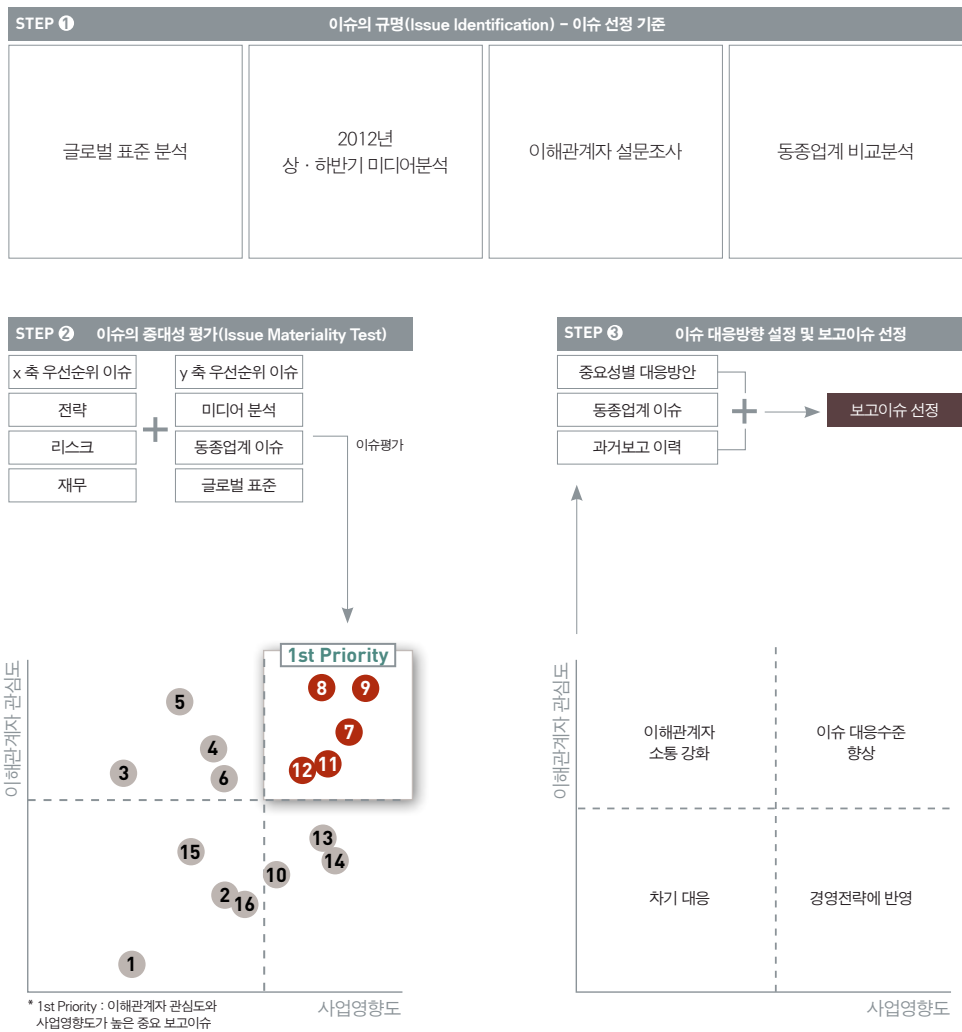 STEP ❶ 이슈의 규명(Issue Identification) – 이슈 선정 기준
글로벌 표준 분석
2012년
상 · 하반기 미디어분석
이해관계자 설문조사
동종업계 비교분석
STEP ❷ 이슈의 중대성 평가(Issue Materiality Test)
x 축 우선순위 이슈
전략
리스크
재무
y 축 우선순위 이슈
미디어 분석
동종업계 이슈
글로벌 표준
이슈평가
STEP ❸ 이슈 대응방향 설정 및 보고이슈 선정
중요성별 대응방안
동종업계 이슈
과거보고 이력
보고이슈 선정
이해관계자 관심도
1st Priority
8
9
5
7
4
12
11
3
6
13
15
14
10
2
16
1
사업영향도
* 1st Priority : 이해관계자 관심도와
사업영향도가 높은 중요 보고이슈
이해관계자 관심도
이해관계자
소통 강화
이슈 대응수준
향상
차기 대응
경영전략에 반영
사업영향도